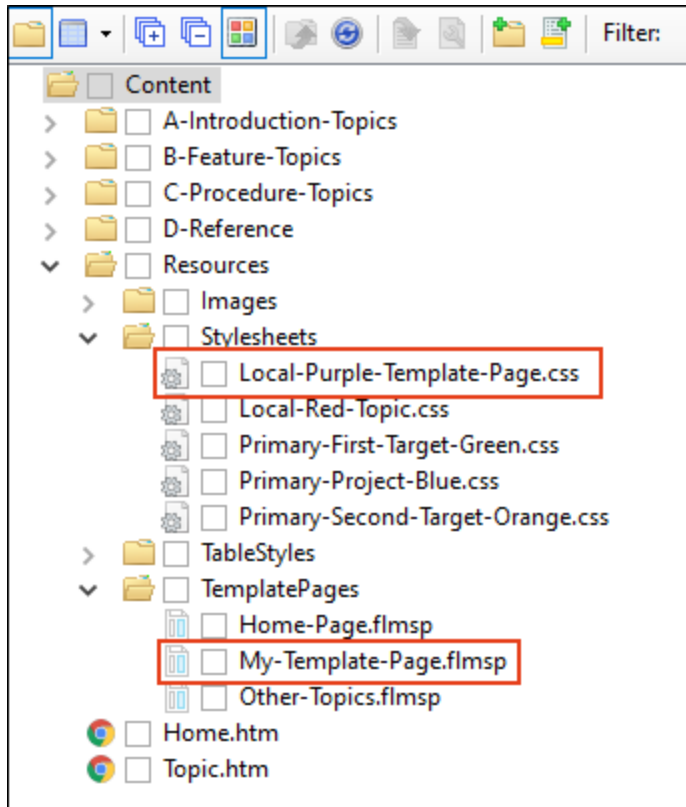 Filter:
Content
A-Introduction-Topics
B-Feature-Topics
C-Procedure-Topics
D-Reference
Resources
Images
Stylesheets
Local-Purple-Template-Page.css
Local-Red-Topic.css
Primary-First-Target-Green.css
Primary-Project-Blue.css
Primary-Second-Target-Orange.css
TableStyles
TemplatePages
Home-Page.flmsp
My-Template-Page.flmsp
Other-Topics.flmsp
Home.htm
Topic.htm